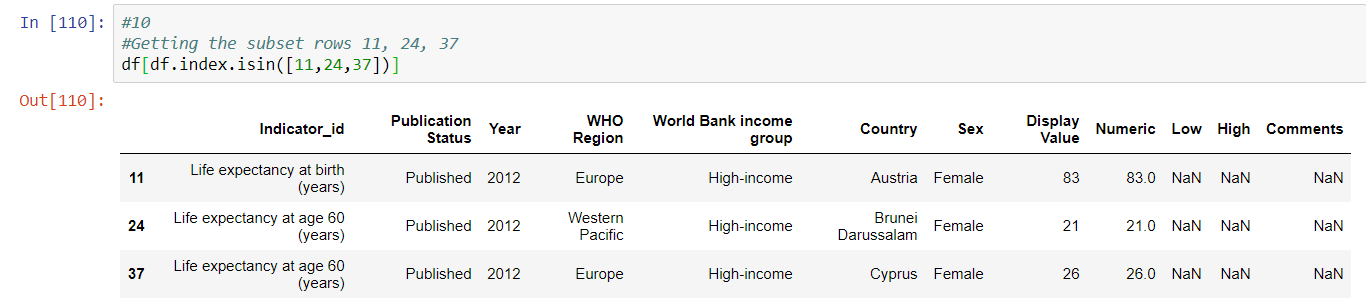 In [110]:
#10
#Getting the subset rows 11, 24, 37
df[df.index.isin([11,24,37])]
Out[110]:
Indicator_id Publication Status Year WHO Region World Bank income group Country Sex Display Value Numeric Low High Comments
11 Life expectancy at birth (years) Published 2012 Europe High-income Austria Female 83 83.0 NaN NaN NaN
24 Life expectancy at age 60 (years) Published 2012 Western Pacific High-income Brunei Darussalam Female 21 21.0 NaN NaN NaN
37 Life expectancy at age 60 (years) Published 2012 Europe High-income Cyprus Female 26 26.0 NaN NaN NaN